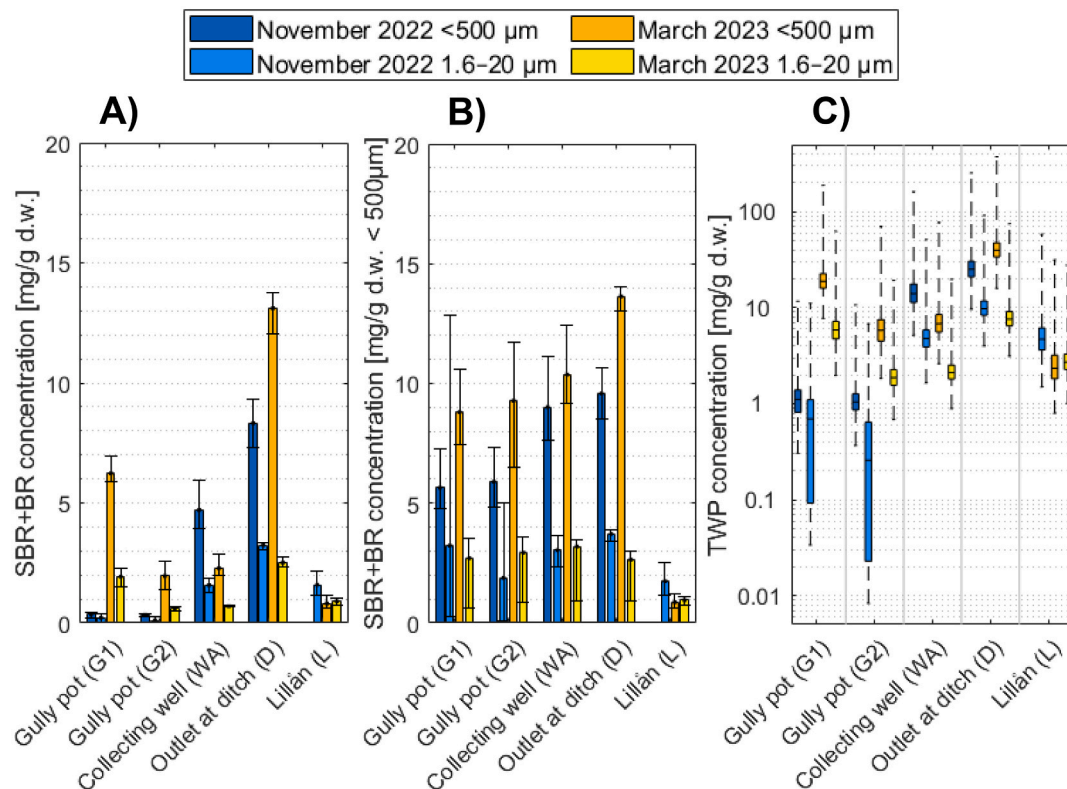 November 2022 <500 µm
March 2023 <500 µm
November 2022 1.6–20 µm
March 2023 1.6–20 µm
A)
B)
C)
SBR+BR concentration [mg/g d.w.]
20
15
10
5
0
Gully pot (G1)
Gully pot (G2)
Collecting well (WA)
Outlet at ditch (D)
Lillån (L)
SBR+BR concentration [mg/g d.w. < 500µm]
20
15
10
5
0
Gully pot (G1)
Gully pot (G2)
Collecting well (WA)
Outlet at ditch (D)
Lillån (L)
TWP concentration [mg/g d.w.]
100
10
1
0.1
0.01
Gully pot (G1)
Gully pot (G2)
Collecting well (WA)
Outlet at ditch (D)
Lillån (L)